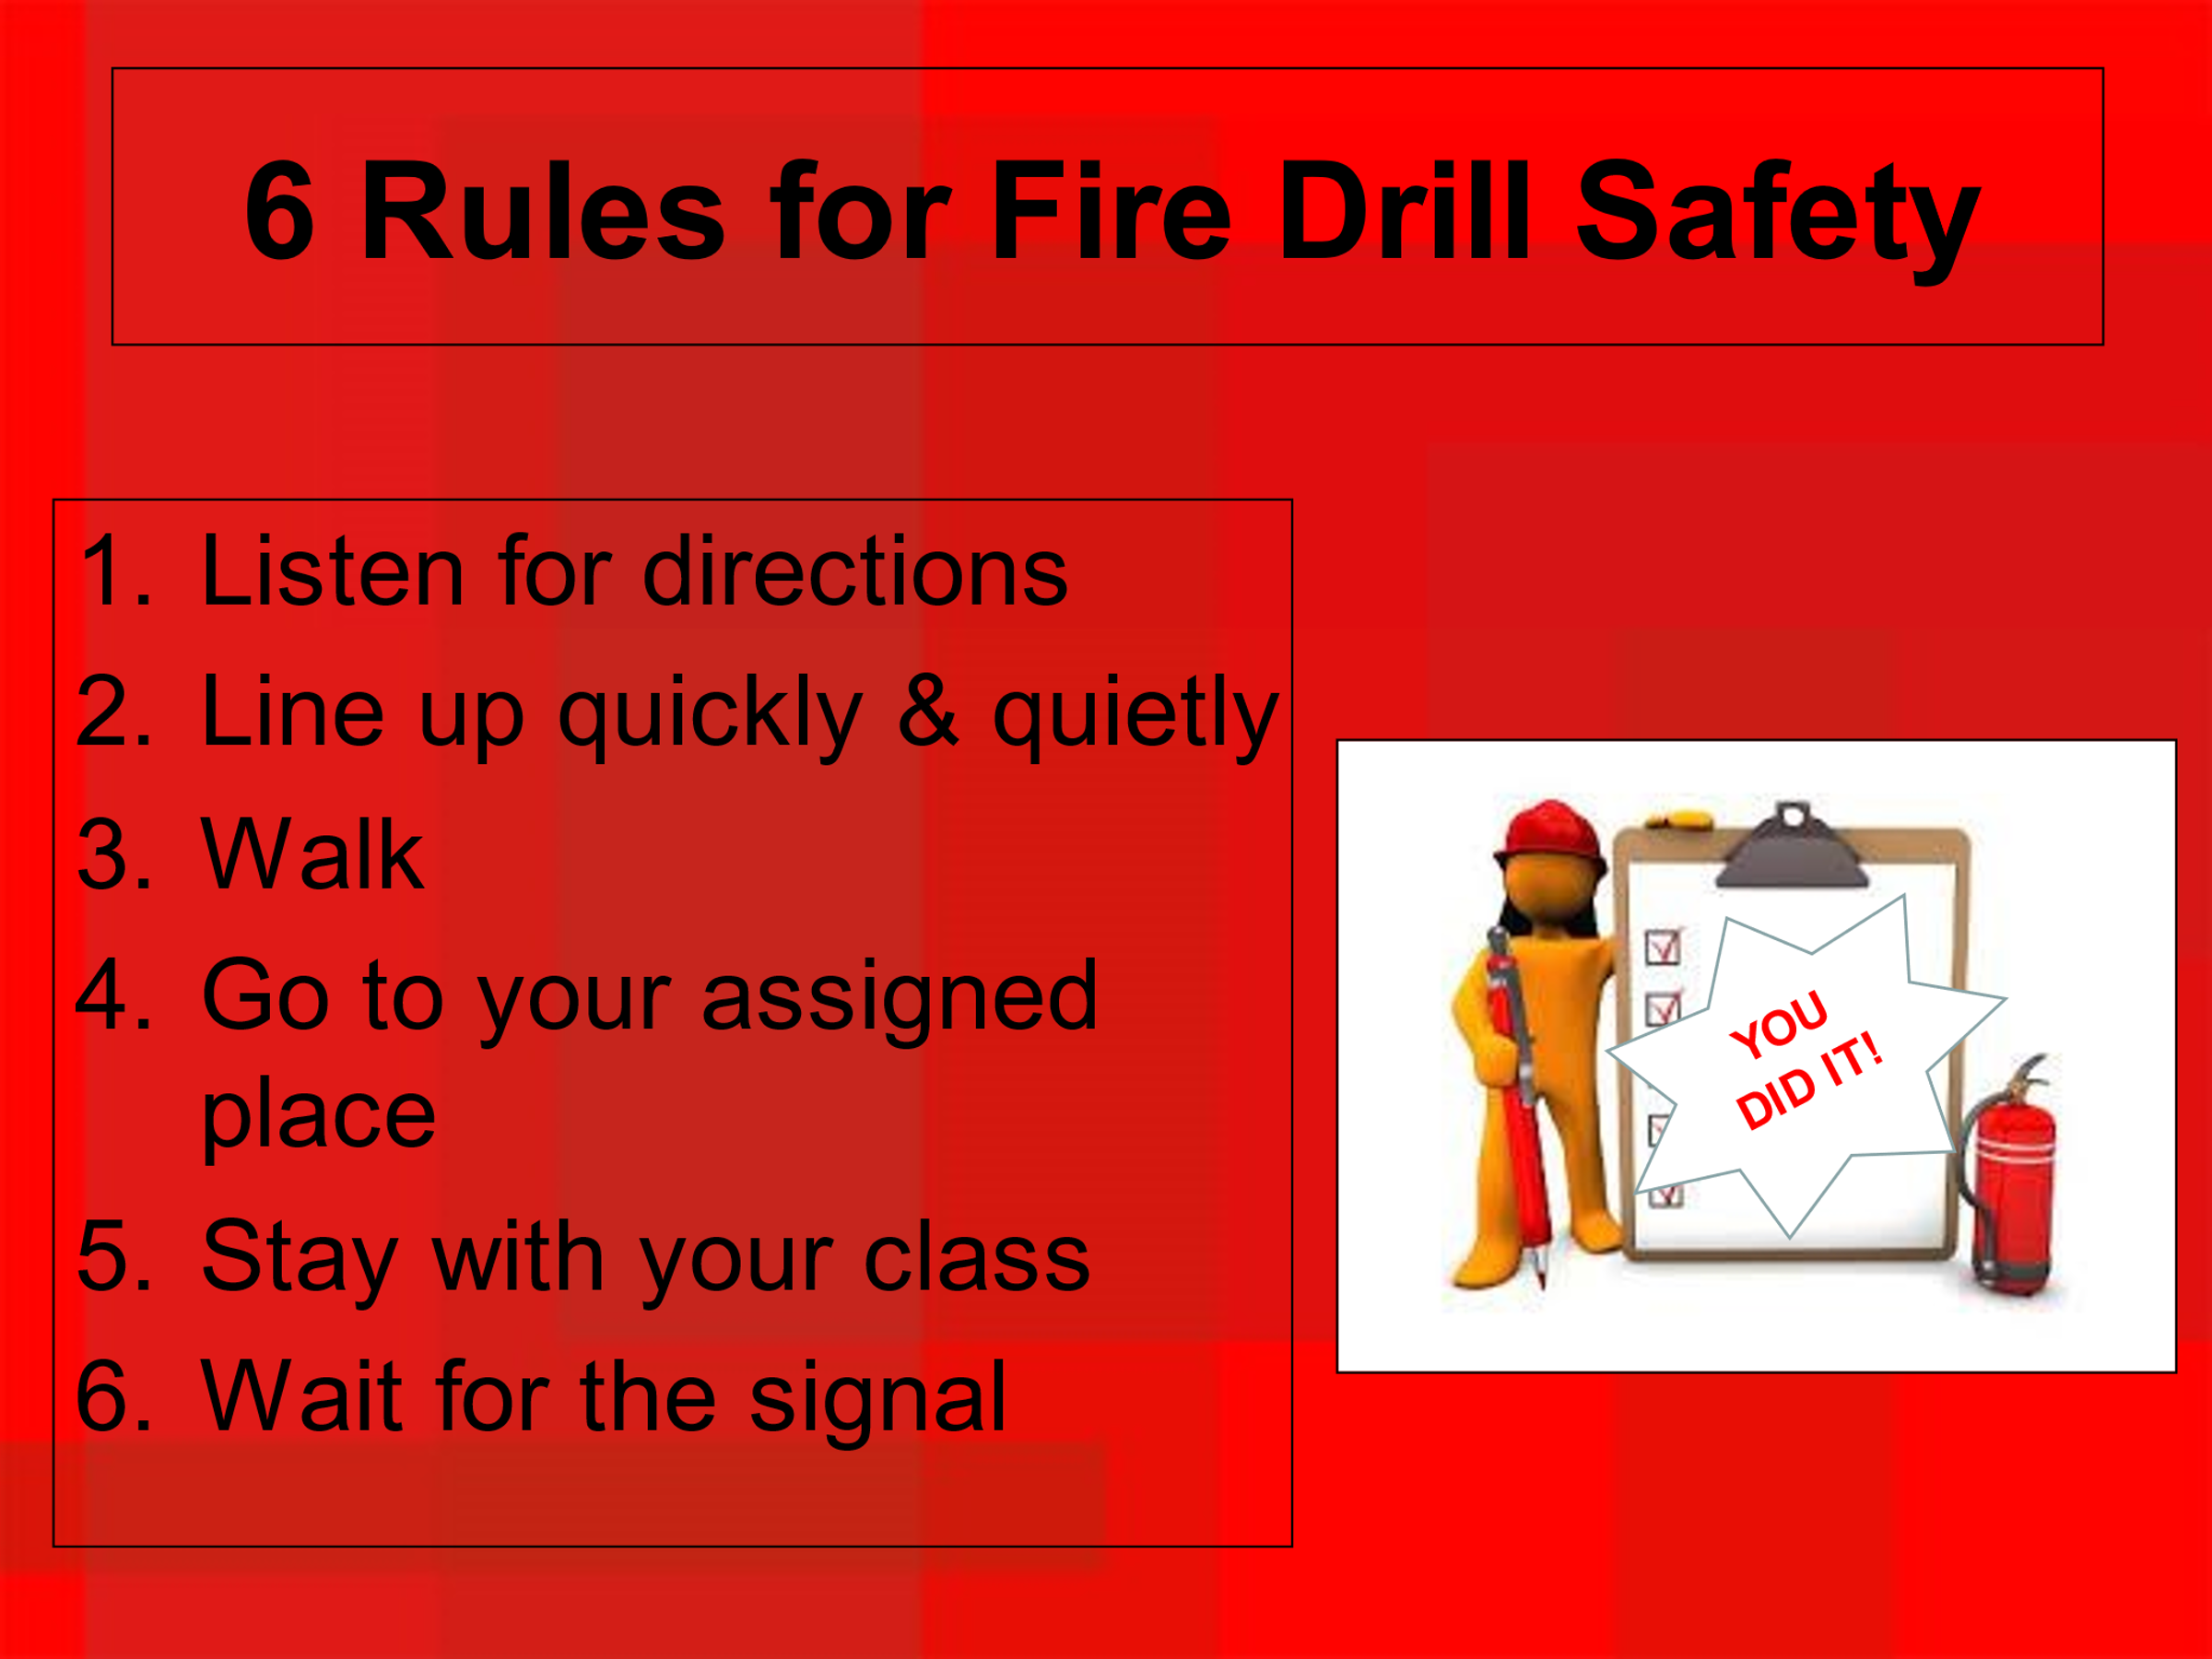 6 Rules for Fire Drill Safety
1. Listen for directions
2. Line up quickly & quietly
3. Walk
4. Go to your assigned
place
5. Stay with your class
6. Wait for the signal
YOU
DID IT!